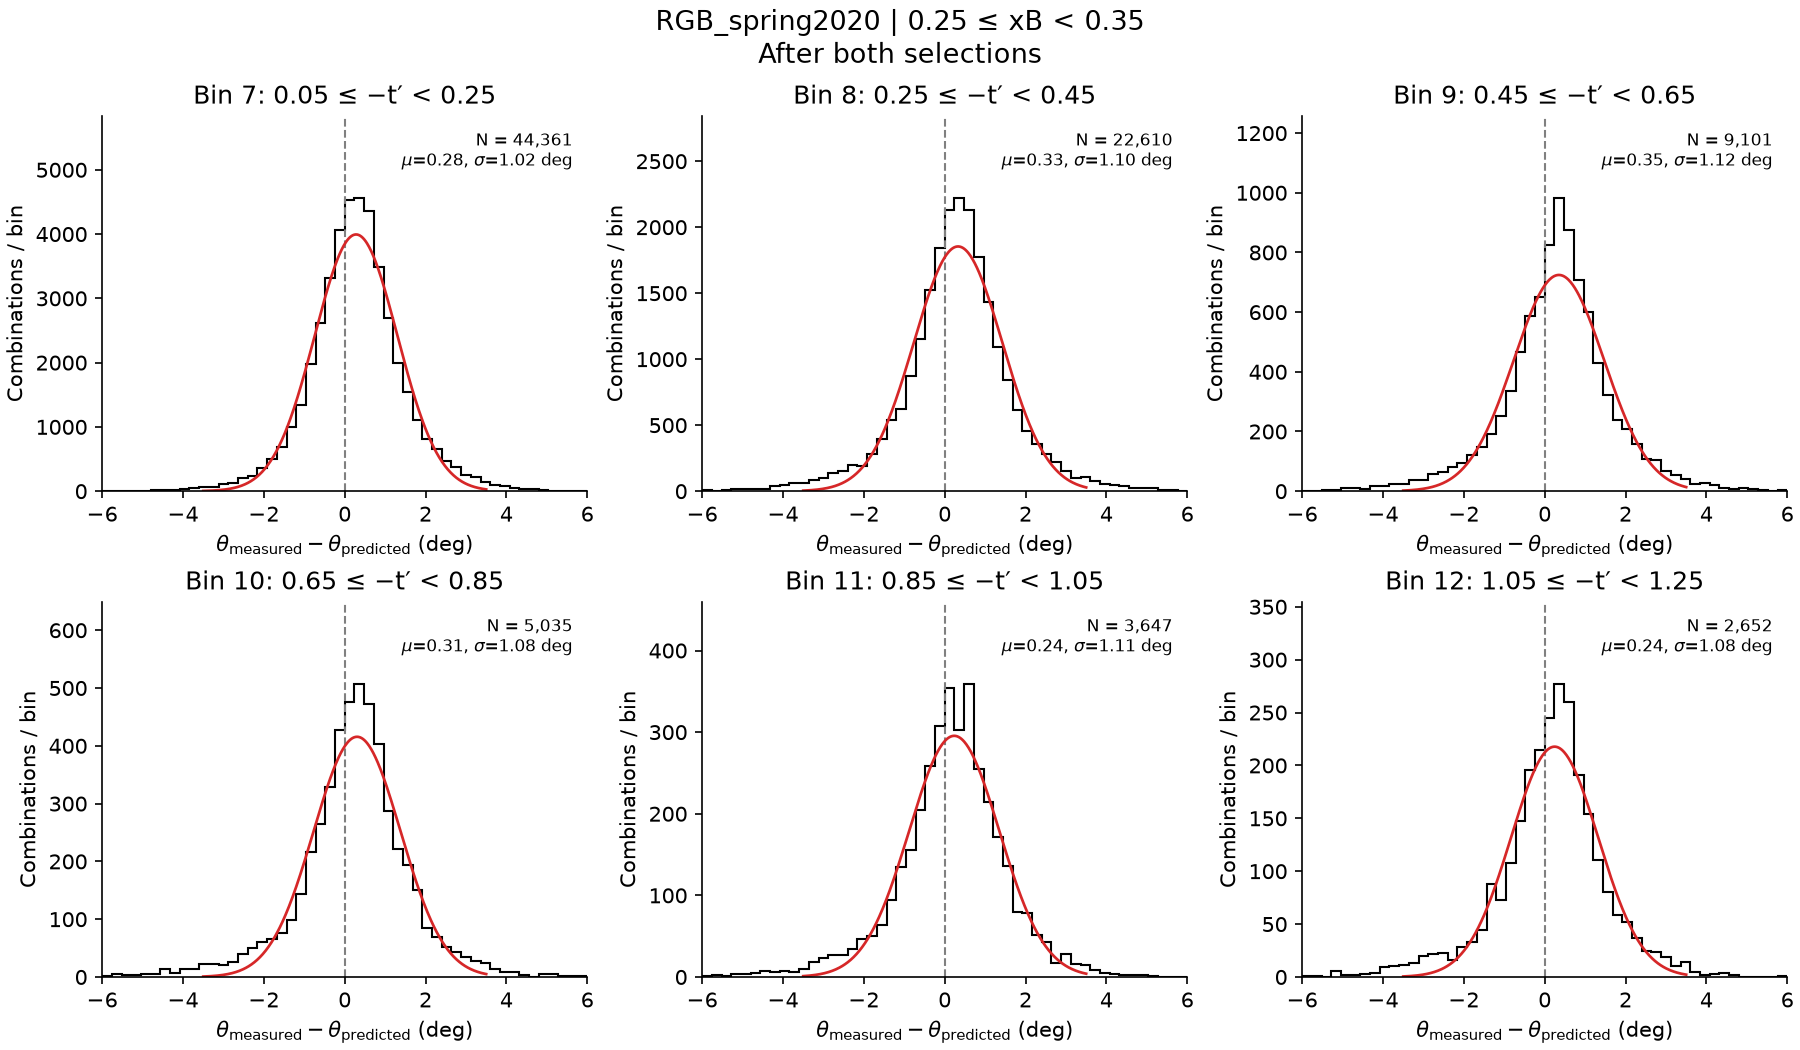 RGB_spring2020 | 0.25 ≤ xB < 0.35
After both selections
Bin 7: 0.05 ≤ −t′ < 0.25
N = 44,361
μ=0.28, σ=1.02 deg
Combinations / bin
5000
4000
3000
2000
1000
0
−6 −4 −2 0 2 4 6
θmeasured − θpredicted (deg)
Bin 8: 0.25 ≤ −t′ < 0.45
N = 22,610
μ=0.33, σ=1.10 deg
Combinations / bin
2500
2000
1500
1000
500
0
−6 −4 −2 0 2 4 6
θmeasured − θpredicted (deg)
Bin 9: 0.45 ≤ −t′ < 0.65
N = 9,101
μ=0.35, σ=1.12 deg
Combinations / bin
1200
1000
800
600
400
200
0
−6 −4 −2 0 2 4 6
θmeasured − θpredicted (deg)
Bin 10: 0.65 ≤ −t′ < 0.85
N = 5,035
μ=0.31, σ=1.08 deg
Combinations / bin
600
500
400
300
200
100
0
−6 −4 −2 0 2 4 6
θmeasured − θpredicted (deg)
Bin 11: 0.85 ≤ −t′ < 1.05
N = 3,647
μ=0.24, σ=1.11 deg
Combinations / bin
400
300
200
100
0
−6 −4 −2 0 2 4 6
θmeasured − θpredicted (deg)
Bin 12: 1.05 ≤ −t′ < 1.25
N = 2,652
μ=0.24, σ=1.08 deg
Combinations / bin
350
300
250
200
150
100
50
0
−6 −4 −2 0 2 4 6
θmeasured − θpredicted (deg)